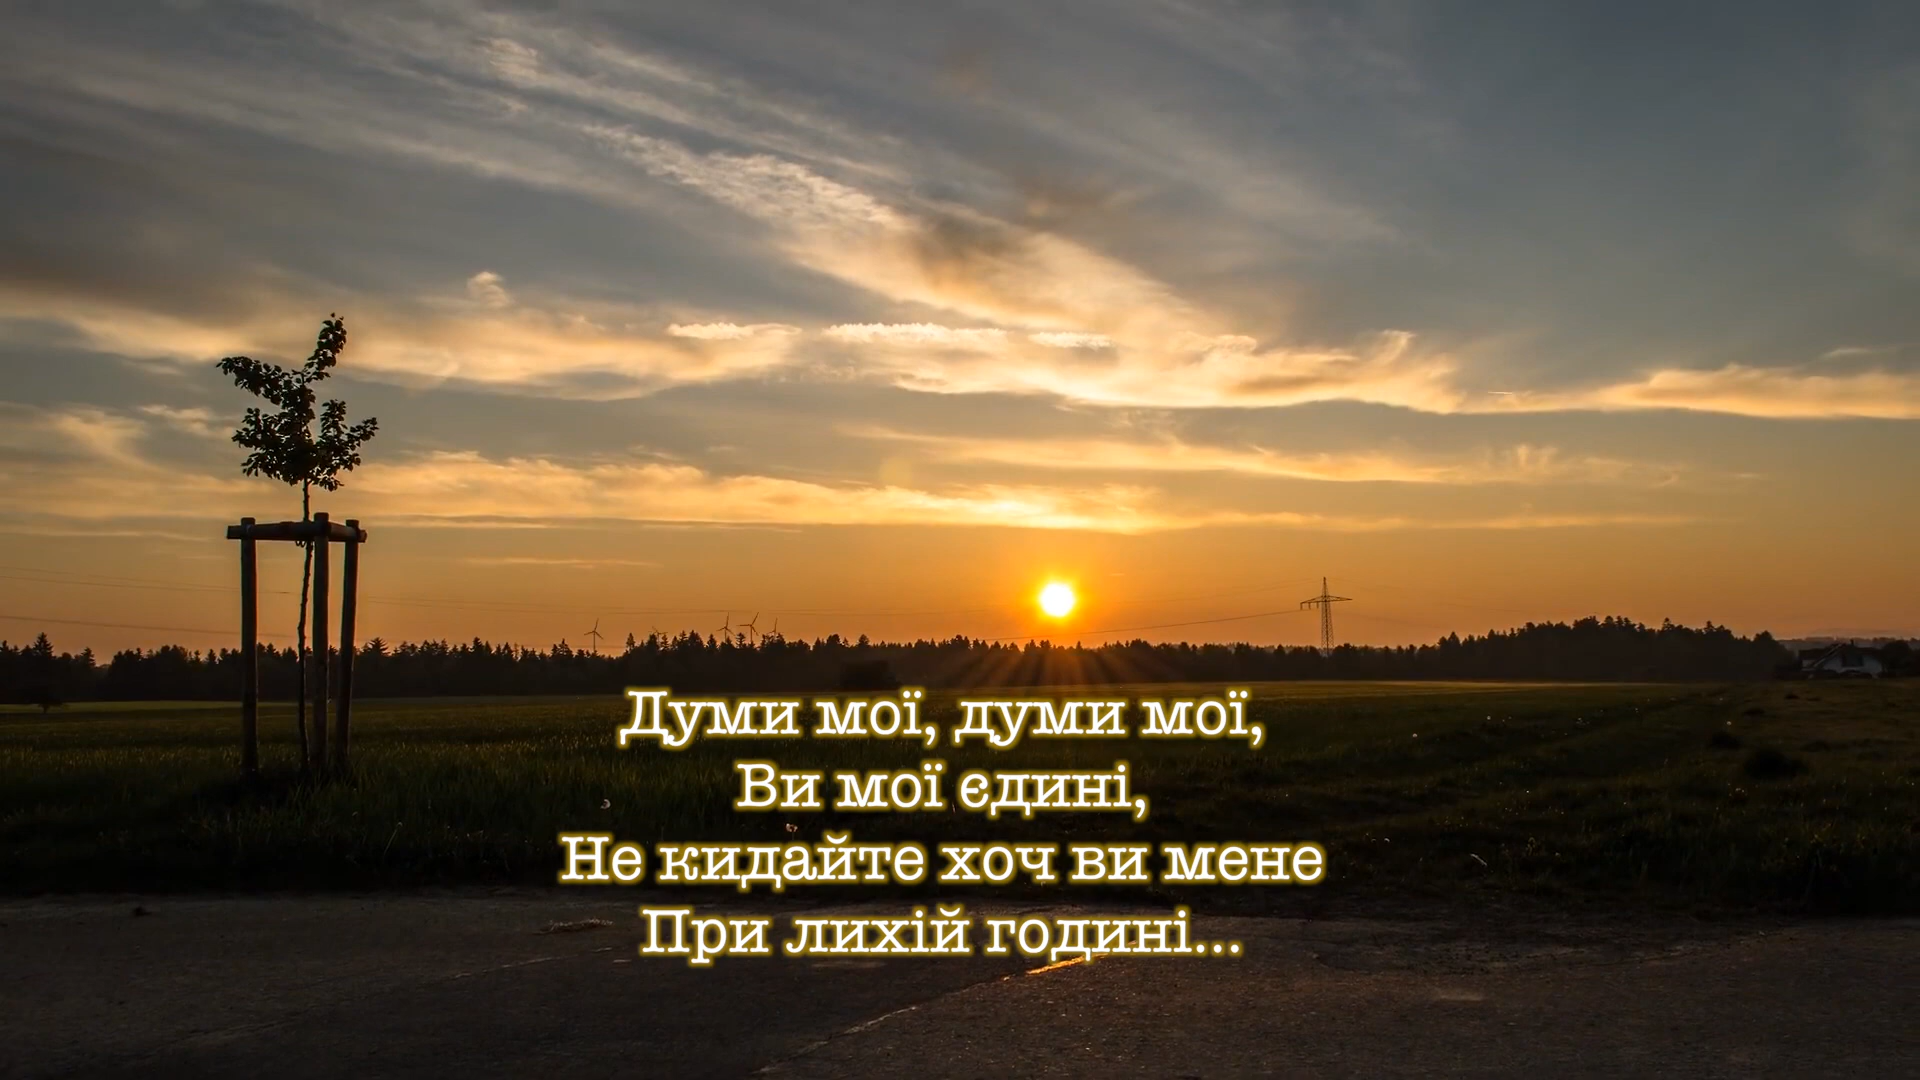 Думи мої, думи мої,
Ви мої єдині,
Не кидайте хоч ви мене
При лихій годині...